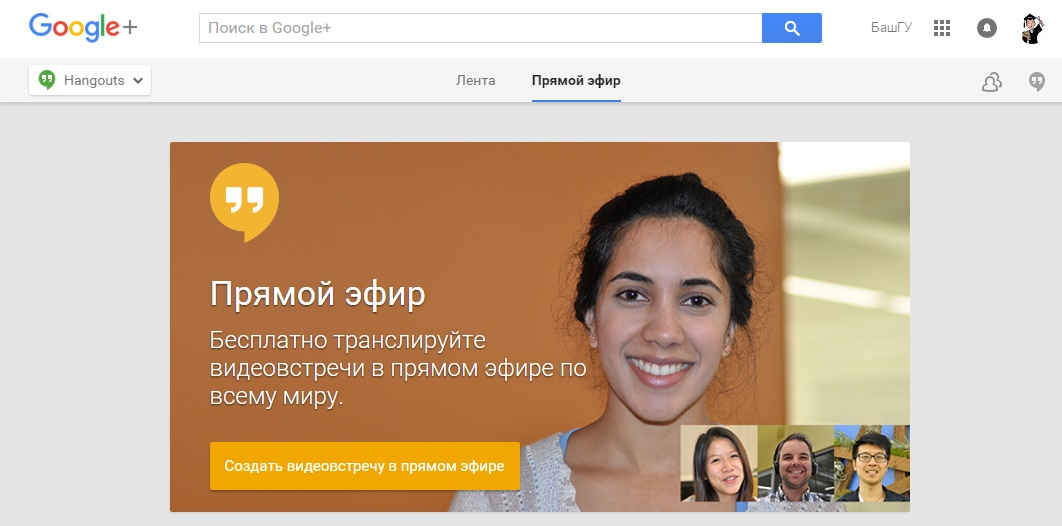 Google+
Поиск в Google+
БашГУ
Hangouts
Лента
Прямой эфир
Прямой эфир
Бесплатно транслируйте
видеовстречи в прямом эфире по
всему миру.
Создать видеовстречу в прямом эфире